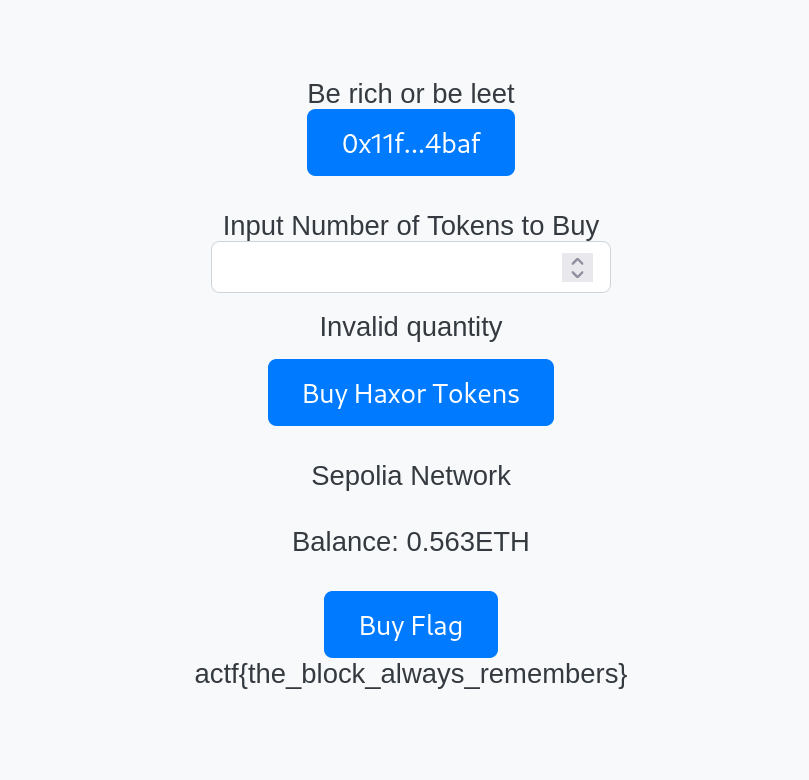 Be rich or be leet
0x11f...4baf
Input Number of Tokens to Buy
Invalid quantity
Buy Haxor Tokens
Sepolia Network
Balance: 0.563ETH
Buy Flag
actf{the_block_always_remembers}